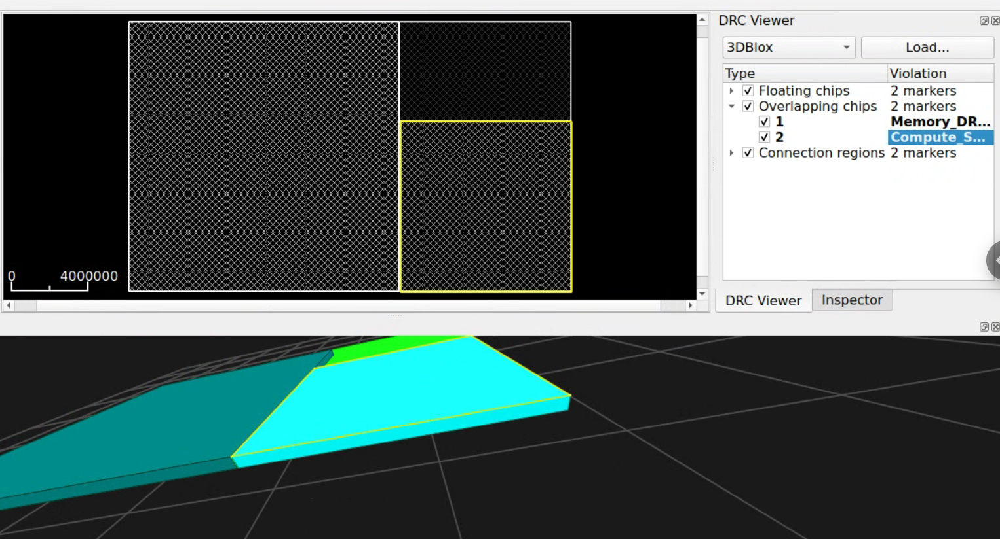 DRC Viewer
3DBlox
Load...
Type Violation
Floating chips 2 markers
Overlapping chips 2 markers
1 Memory_DR...
2 Compute_S...
Connection regions 2 markers
0 4000000
DRC Viewer Inspector